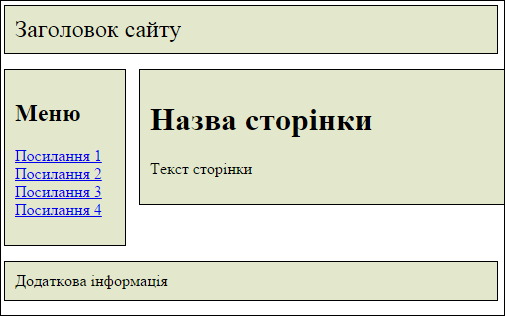 Заголовок сайту
Меню
Посилання 1
Посилання 2
Посилання 3
Посилання 4
Назва сторінки
Текст сторінки
Додаткова інформація